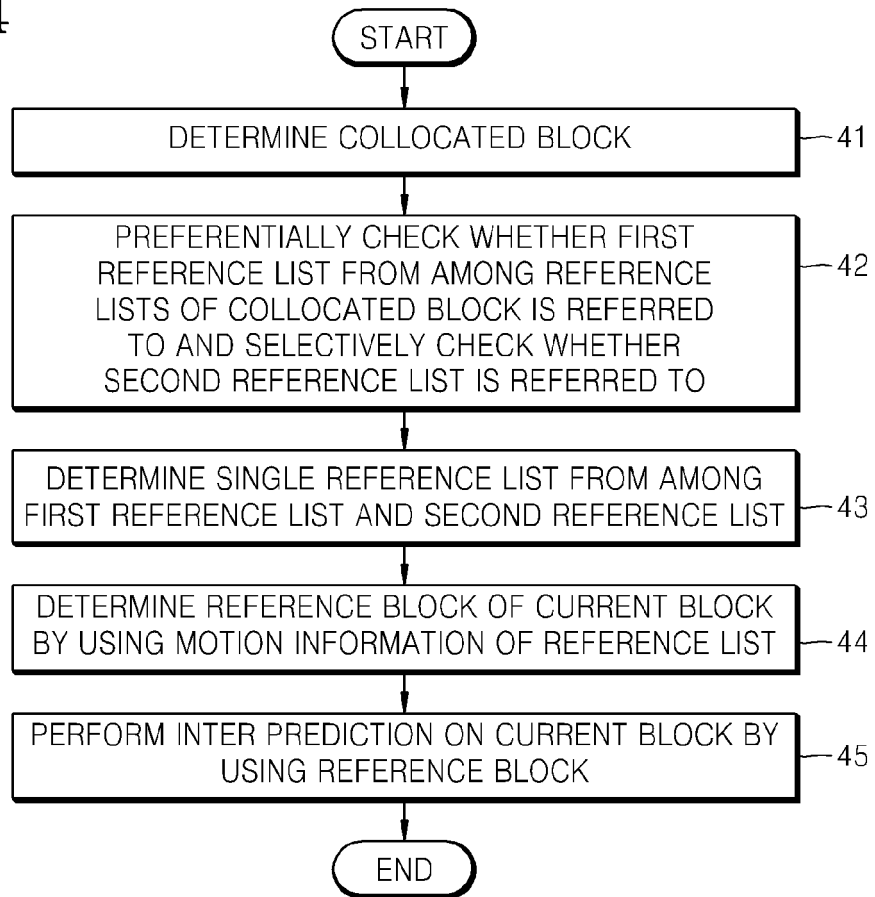 4
START
DETERMINE COLLOCATED BLOCK
41
PREFERENTIALLY CHECK WHETHER FIRST
REFERENCE LIST FROM AMONG REFERENCE
LISTS OF COLLOCATED BLOCK IS REFERRED
TO AND SELECTIVELY CHECK WHETHER
SECOND REFERENCE LIST IS REFERRED TO
42
DETERMINE SINGLE REFERENCE LIST FROM AMONG
FIRST REFERENCE LIST AND SECOND REFERENCE LIST
43
DETERMINE REFERENCE BLOCK OF CURRENT BLOCK
BY USING MOTION INFORMATION OF REFERENCE LIST
44
PERFORM INTER PREDICTION ON CURRENT BLOCK BY
USING REFERENCE BLOCK
45
END